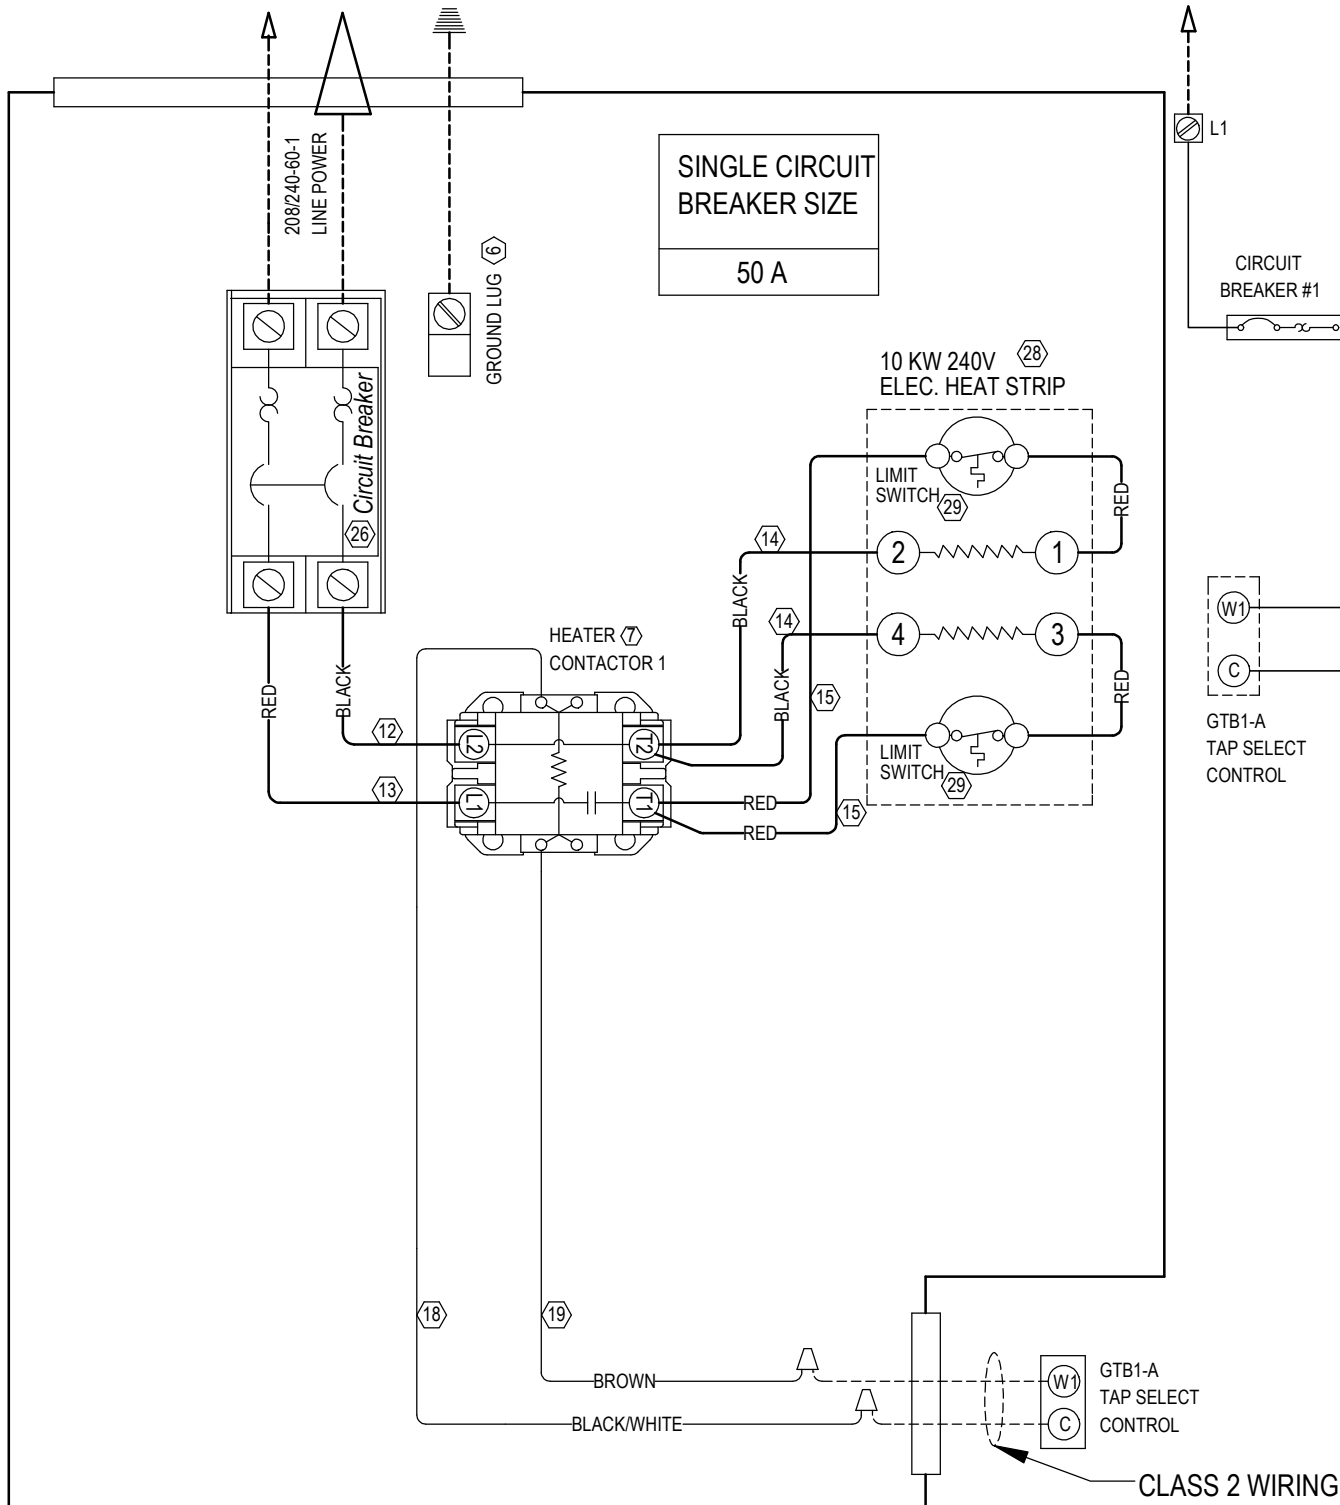 208/240-60-1
LINE POWER
GROUND LUG 6
SINGLE CIRCUIT
BREAKER SIZE
50 A
L1
CIRCUIT
BREAKER #1
Circuit Breaker
26
10 KW 240V 28
ELEC. HEAT STRIP
LIMIT
SWITCH 29
RED
2
1
14
BLACK
4
3
14
BLACK
RED
15
LIMIT
SWITCH 29
15
HEATER 7
CONTACTOR 1
RED
BLACK
12
13
L2
T2
L1
T1
RED
RED
W1
C
GTB1-A
TAP SELECT
CONTROL
18
19
BROWN
BLACK/WHITE
W1
C
GTB1-A
TAP SELECT
CONTROL
CLASS 2 WIRING